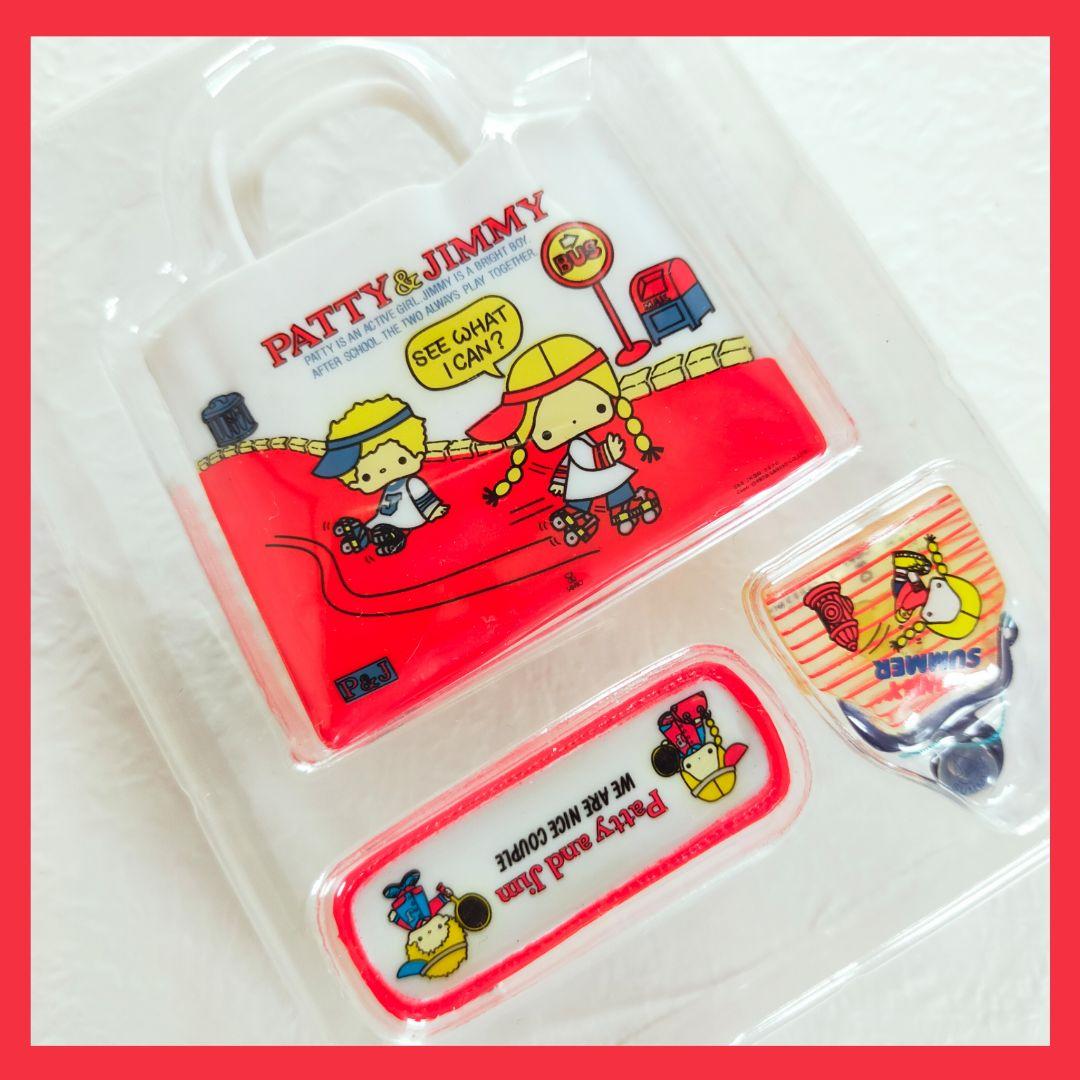 PATTY & JIMMY
PATTY IS AN ACTIVE GIRL. JIMMY IS A BRIGHT BOY.
AFTER SCHOOL. THE TWO ALWAYS PLAY TOGETHER.
BUS
SEE WHAT
I CAN?
P&J
SUMMER
Patty and Jim
WE ARE NICE COUPLE